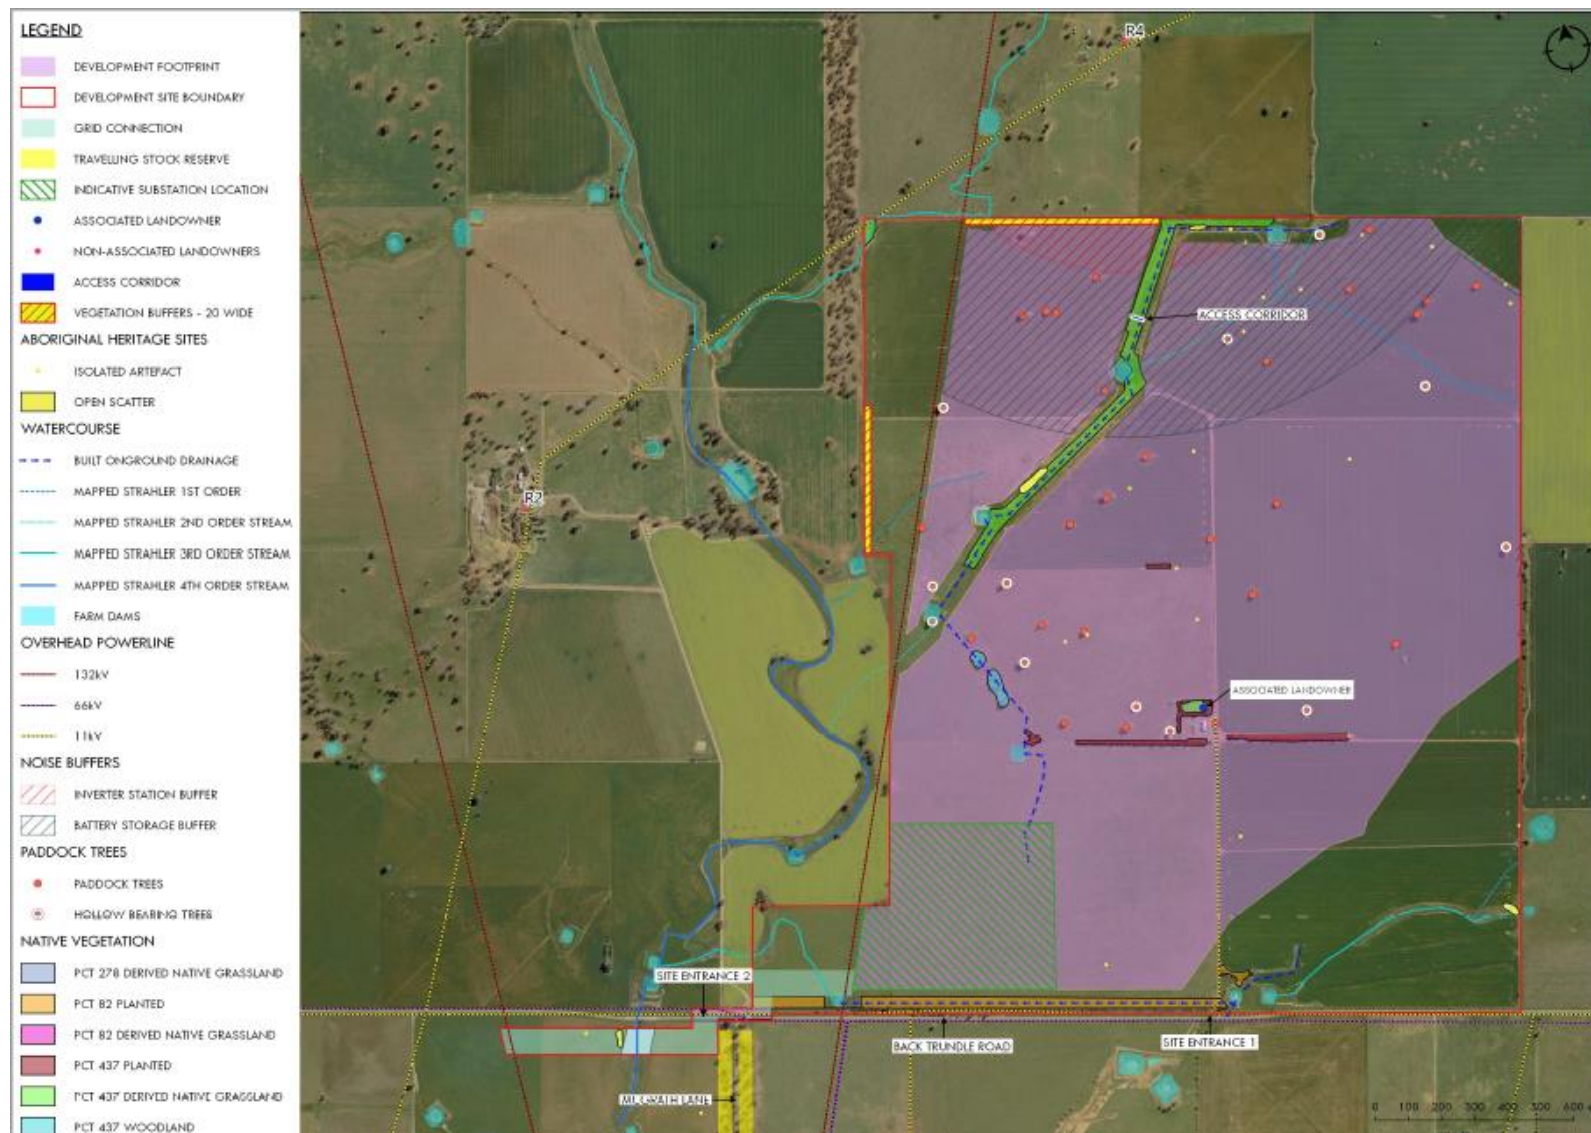 LEGEND
DEVELOPMENT FOOTPRINT
DEVELOPMENT SITE BOUNDARY
GRID CONNECTION
TRAVELLING STOCK RESERVE
INDICATIVE SUBSTATION LOCATION
ASSOCIATED LANDOWNER
NON-ASSOCIATED LANDOWNERS
ACCESS CORRIDOR
VEGETATION BUFFERS - 20 WIDE
ABORIGINAL HERITAGE SITES
ISOLATED ARTEFACT
OPEN SCATTER
WATERCOURSE
BUILT ONGROUND DRAINAGE
MAPPED STRAHLER 1ST ORDER
MAPPED STRAHLER 2ND ORDER STREAM
MAPPED STRAHLER 3RD ORDER STREAM
MAPPED STRAHLER 4TH ORDER STREAM
FARM DAMS
OVERHEAD POWERLINE
132kV
66kV
11kV
NOISE BUFFERS
INVERTER STATION BUFFER
BATTERY STORAGE BUFFER
PADDOCK TREES
PADDOCK TREES
HOLLOW BEARING TREES
NATIVE VEGETATION
PCT 278 DERIVED NATIVE GRASSLAND
PCT 82 PLANTED
PCT 82 DERIVED NATIVE GRASSLAND
PCT 437 PLANTED
PCT 437 DERIVED NATIVE GRASSLAND
PCT 437 WOODLAND
R4
ACCESS CORRIDOR
R2
ASSOCIATED LANDOWNER
SITE ENTRANCE 2
BACK TRUNDLE ROAD
SITE ENTRANCE 1
MCGRATH LANE
0 100 200 300 400 500 600